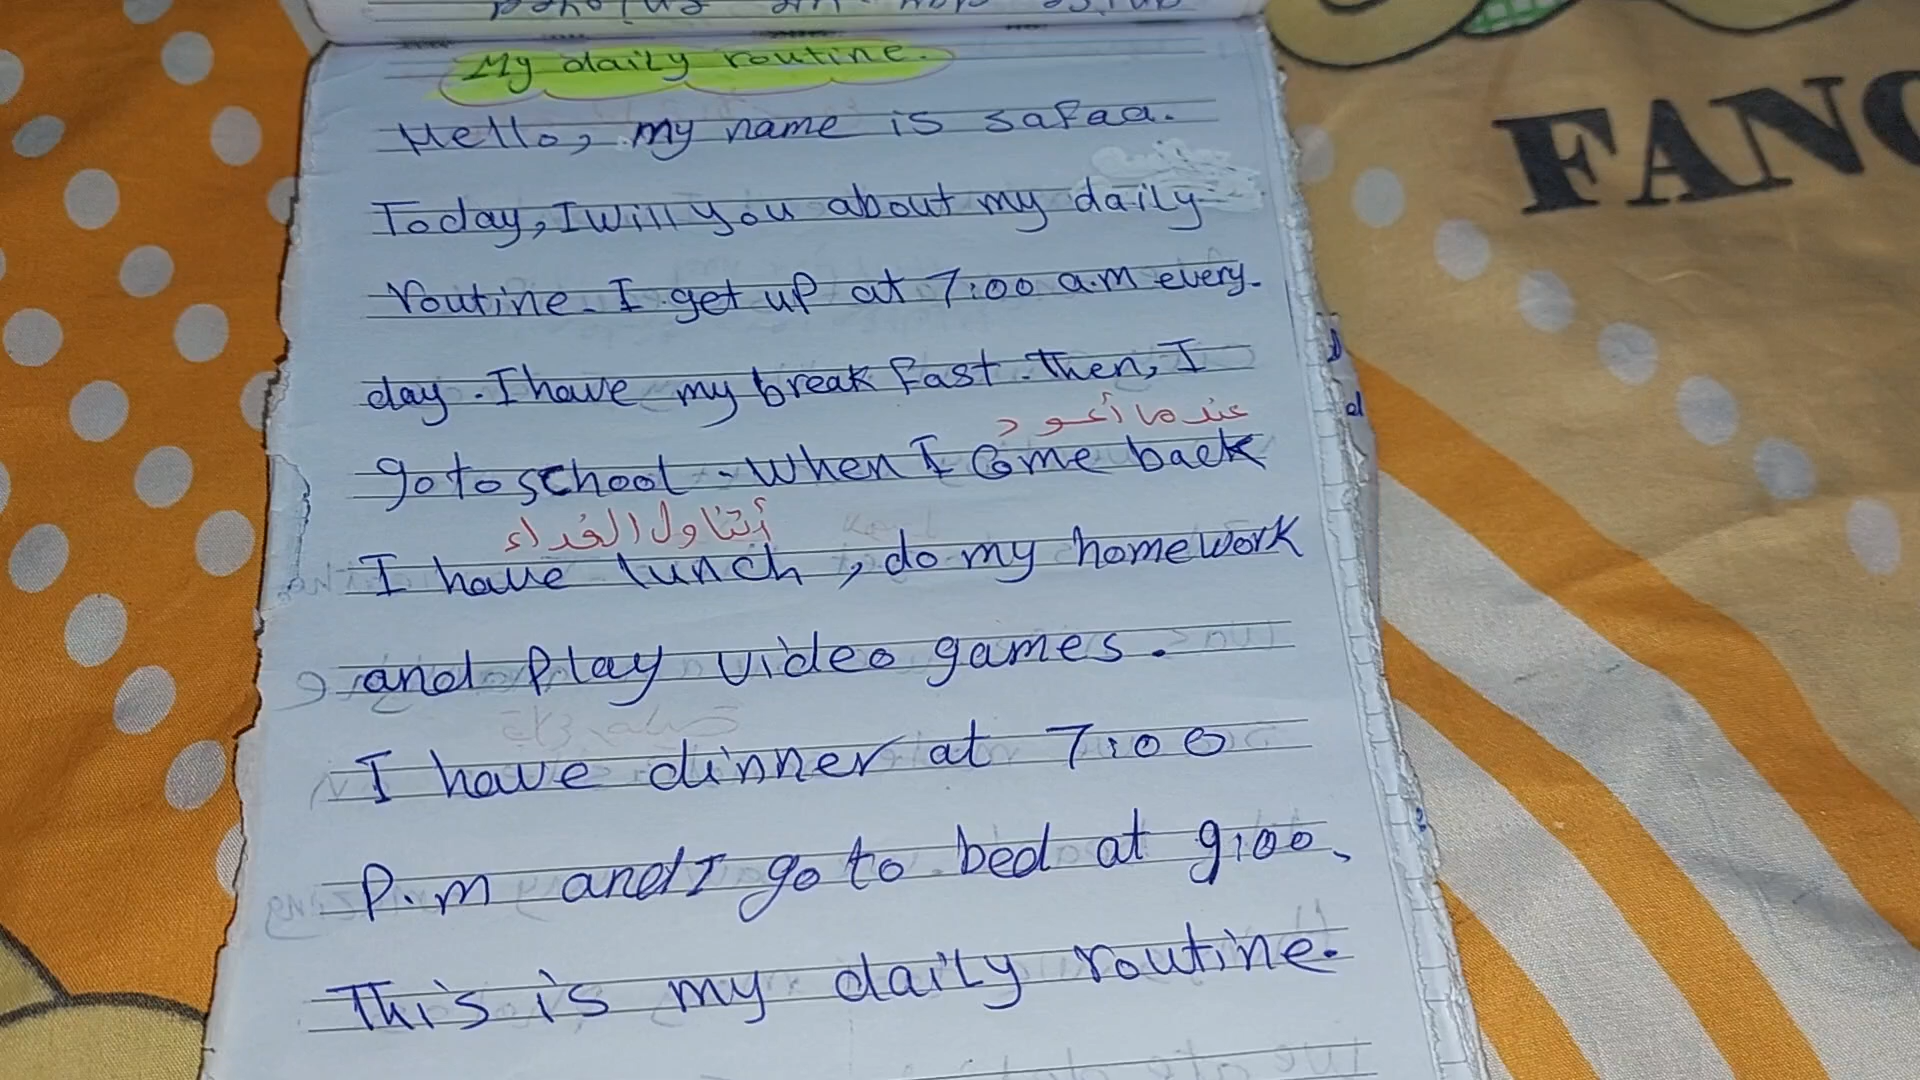 My daily routine.
Hello, my name is safaa.
Today, I will you about my daily
routine. I get up at 7:00 a.m every
day. I have my breakfast. Then, I
عندما أعود
go to school. When I come back
أتناول الغداء
I have lunch, do my homework
and play video games.
I have dinner at 7:00
P.m and I go to bed at 9:00.
This is my daily routine.
FANC